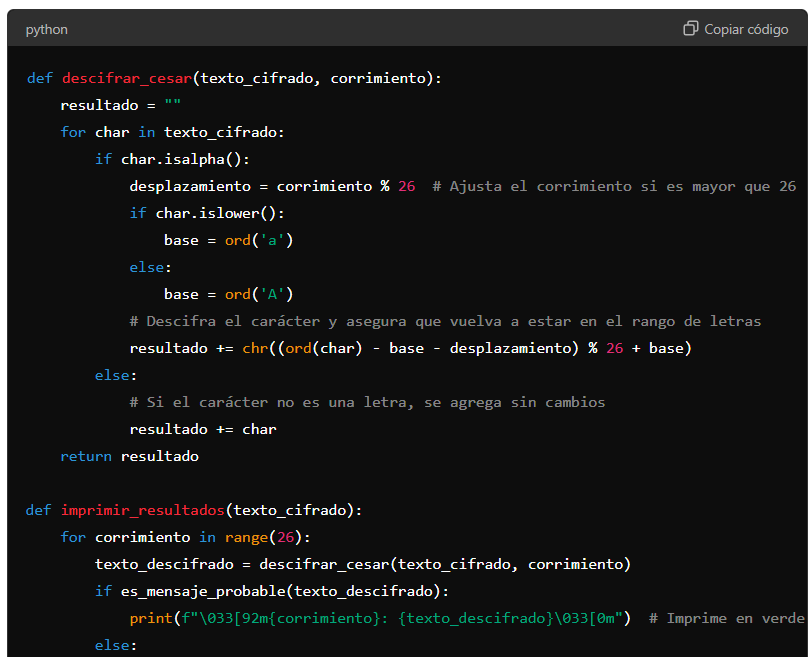 python
Copiar código
def descifrar_cesar(texto_cifrado, corrimiento):
    resultado = ""
    for char in texto_cifrado:
        if char.isalpha():
            desplazamiento = corrimiento % 26  # Ajusta el corrimiento si es mayor que 26
            if char.islower():
                base = ord('a')
            else:
                base = ord('A')
            # Descifra el carácter y asegura que vuelva a estar en el rango de letras
            resultado += chr((ord(char) - base - desplazamiento) % 26 + base)
        else:
            # Si el carácter no es una letra, se agrega sin cambios
            resultado += char
    return resultado

def imprimir_resultados(texto_cifrado):
    for corrimiento in range(26):
        texto_descifrado = descifrar_cesar(texto_cifrado, corrimiento)
        if es_mensaje_probable(texto_descifrado):
            print(f"\033[92m{corrimiento}: {texto_descifrado}\033[0m")  # Imprime en verde
        else: